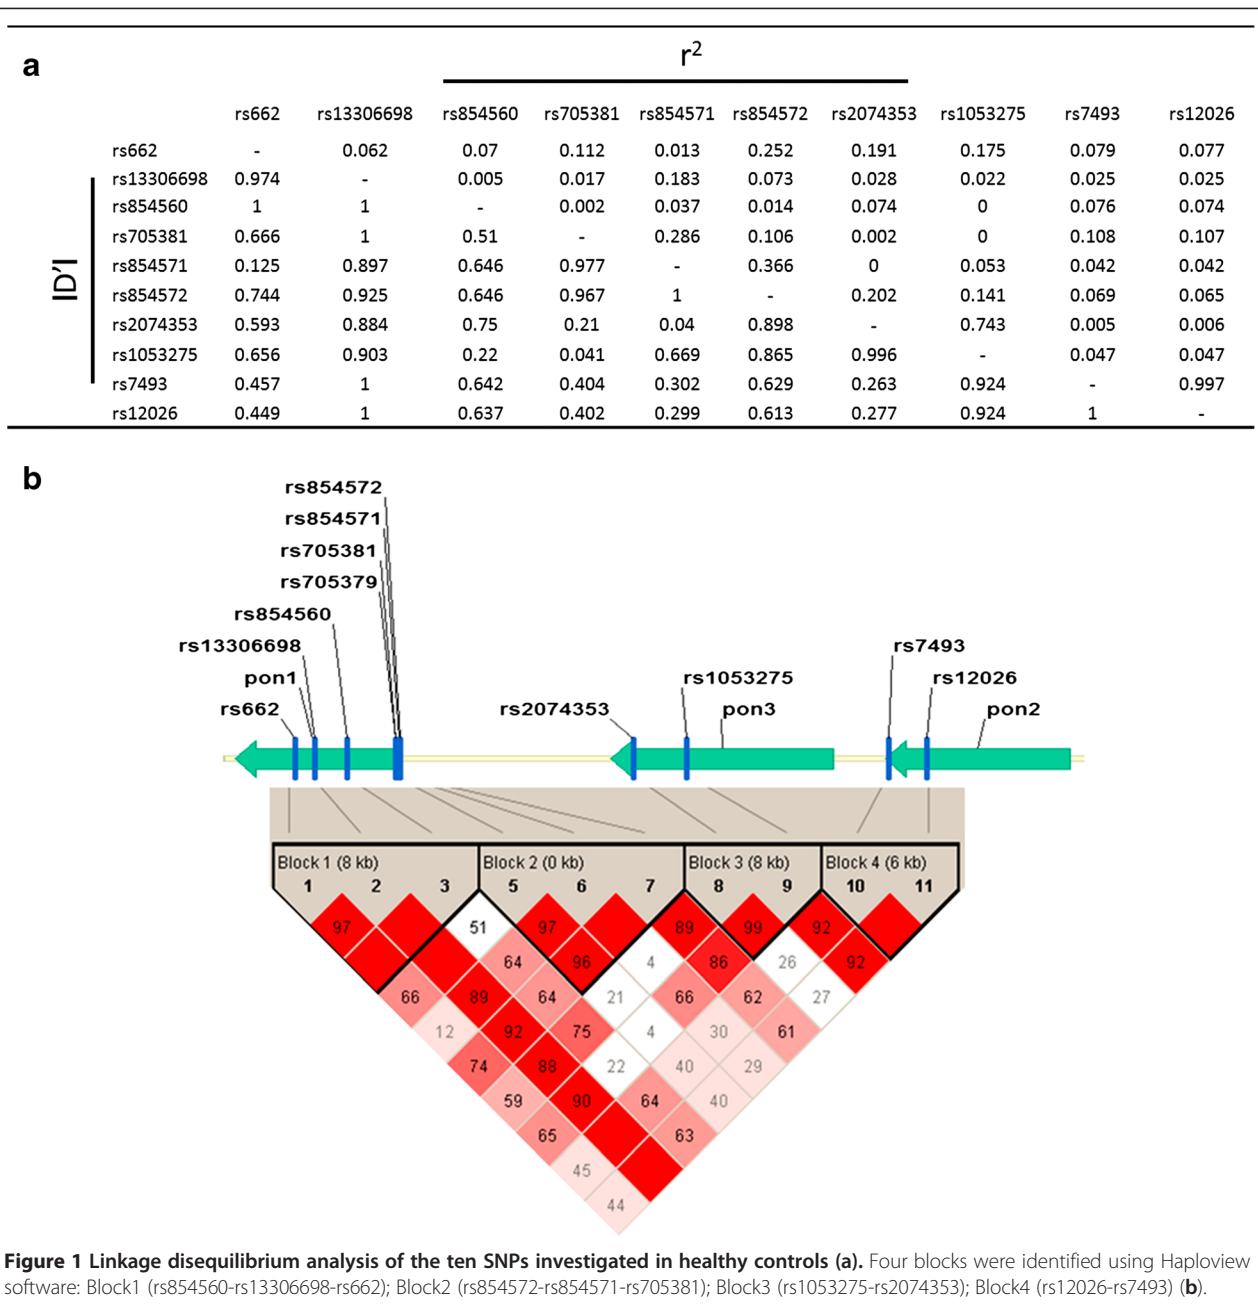 a
r²
rs662 rs13306698 rs854560 rs705381 rs854571 rs854572 rs2074353 rs1053275 rs7493 rs12026
rs662 - 0.062 0.07 0.112 0.013 0.252 0.191 0.175 0.079 0.077
rs13306698 0.974 - 0.005 0.017 0.183 0.073 0.028 0.022 0.025 0.025
rs854560 1 1 - 0.002 0.037 0.014 0.074 0 0.076 0.074
rs705381 0.666 1 0.51 - 0.286 0.106 0.002 0 0.108 0.107
rs854571 0.125 0.897 0.646 0.977 - 0.366 0 0.053 0.042 0.042
rs854572 0.744 0.925 0.646 0.967 1 - 0.202 0.141 0.069 0.065
rs2074353 0.593 0.884 0.75 0.21 0.04 0.898 - 0.743 0.005 0.006
rs1053275 0.656 0.903 0.22 0.041 0.669 0.865 0.996 - 0.047 0.047
rs7493 0.457 1 0.642 0.404 0.302 0.629 0.263 0.924 - 0.997
rs12026 0.449 1 0.637 0.402 0.299 0.613 0.277 0.924 1 -
|D'|
b
rs854572
rs854571
rs705381
rs705379
rs854560
rs13306698 rs7493
pon1 rs1053275 rs12026
rs662 rs2074353 pon3 pon2
Block 1 (8 kb) Block 2 (0 kb) Block 3 (8 kb) Block 4 (6 kb)
1 2 3 5 6 7 8 9 10 11
97 51 97 89 99 92
64 96 4 86 26 92
66 89 64 21 66 62 27
12 92 75 4 30 61
74 88 22 40 29
59 90 64 40
65 63
45
44
Figure 1 Linkage disequilibrium analysis of the ten SNPs investigated in healthy controls (a). Four blocks were identified using Haploview
software: Block1 (rs854560-rs13306698-rs662); Block2 (rs854572-rs854571-rs705381); Block3 (rs1053275-rs2074353); Block4 (rs12026-rs7493) (b).